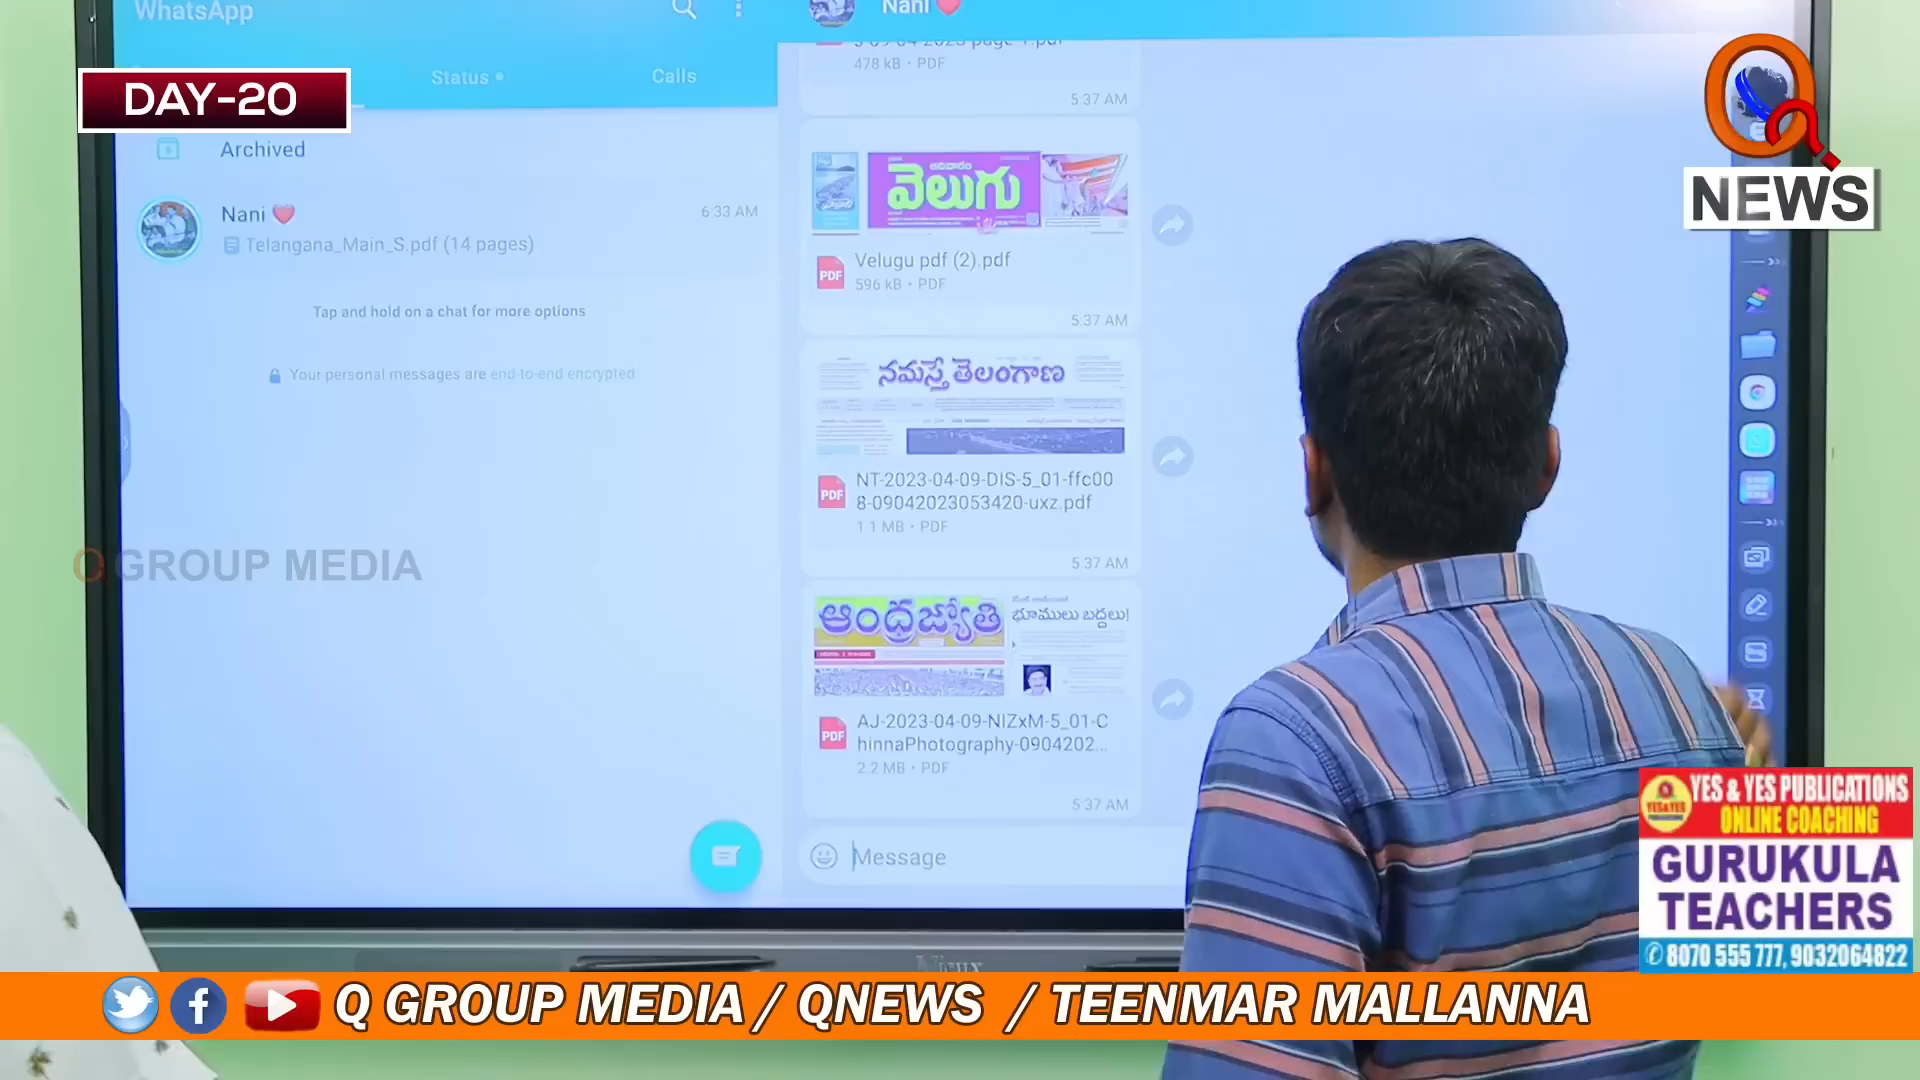 WhatsApp
Nani
DAY-20
Status
Calls
478 kB • PDF
5:37 AM
Archived
Nani
6:33 AM
Telangana_Main_S.pdf (14 pages)
Tap and hold on a chat for more options
Your personal messages are end-to-end encrypted
వెలుగు
PDF
Velugu pdf (2).pdf
596 kB • PDF
5:37 AM
నమస్తే తెలంగాణ
PDF
NT-2023-04-09-DIS-5_01-ffc00
8-09042023053420-uxz.pdf
1.1 MB • PDF
5:37 AM
ఆంధ్రజ్యోతి
భూములు బద్దలు!
PDF
AJ-2023-04-09-NIZxM-5_01-C
hinnaPhotography-0904202...
2.2 MB • PDF
5:37 AM
Message
Q NEWS
Q GROUP MEDIA
YES & YES PUBLICATIONS
ONLINE COACHING
GURUKULA
TEACHERS
8070 555 777, 9032064822
Q GROUP MEDIA / QNEWS / TEENMAR MALLANNA